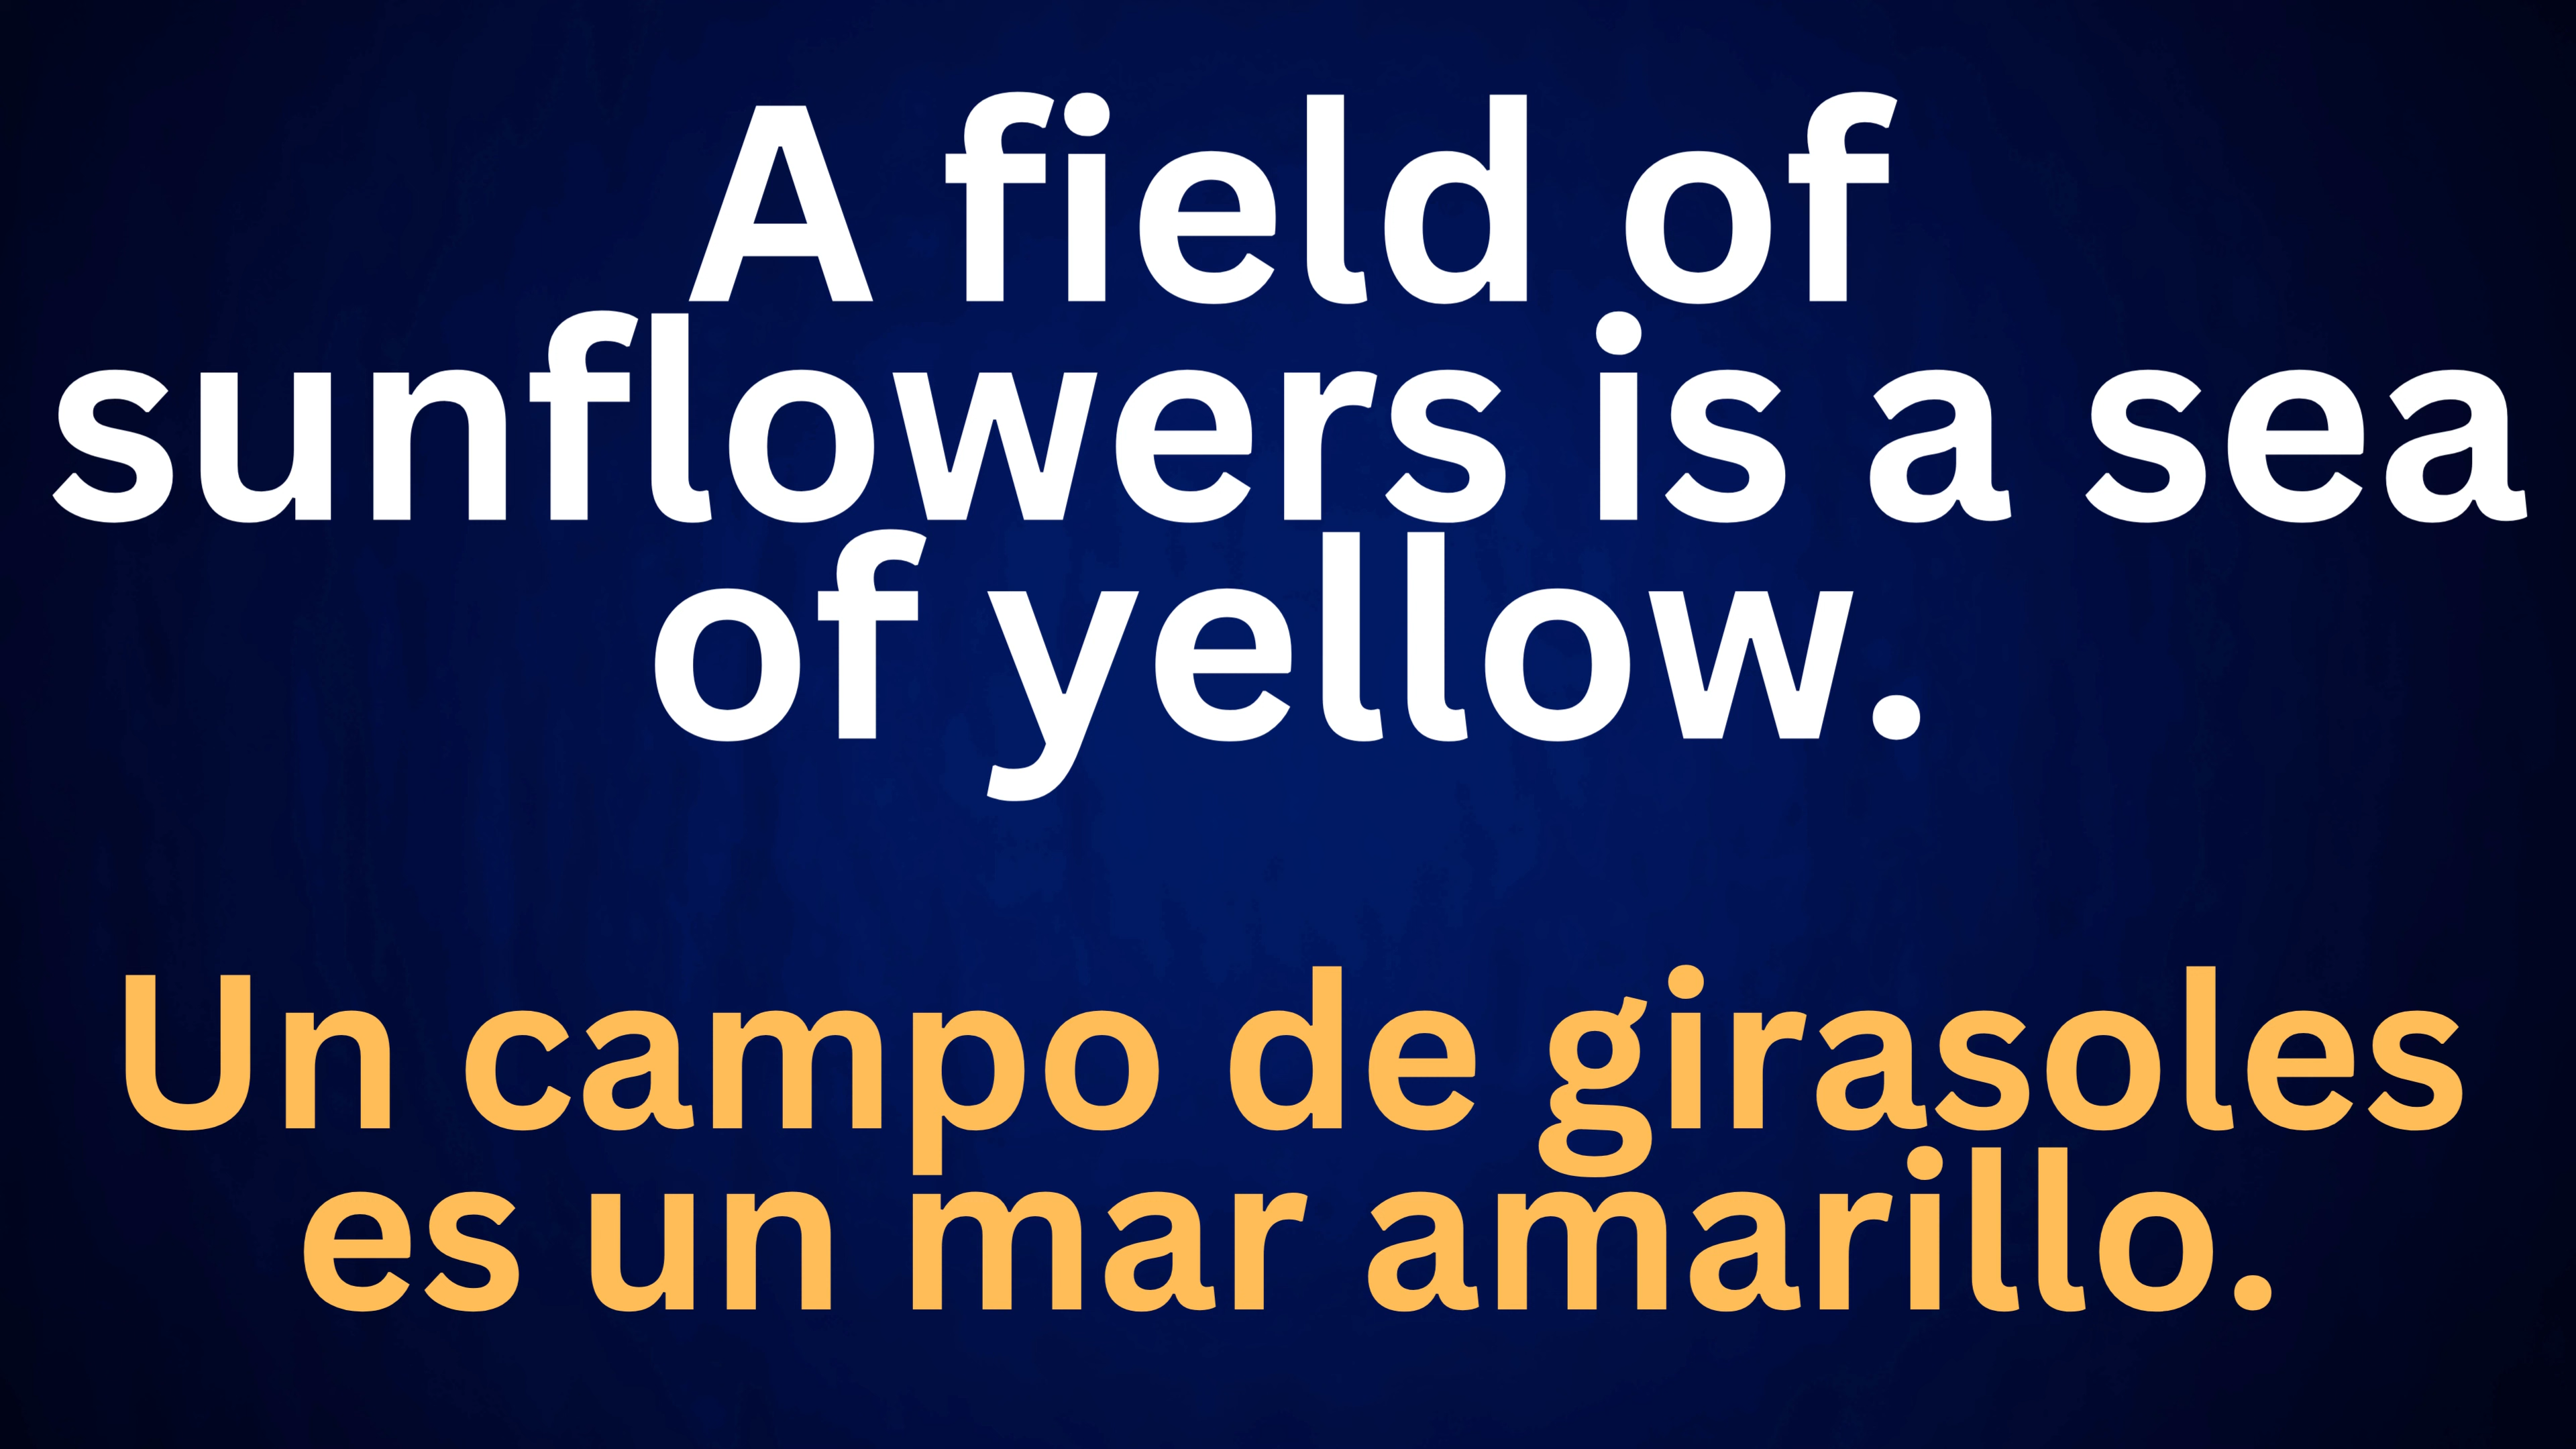 A field of
sunflowers is a sea
of yellow.
Un campo de girasoles
es un mar amarillo.